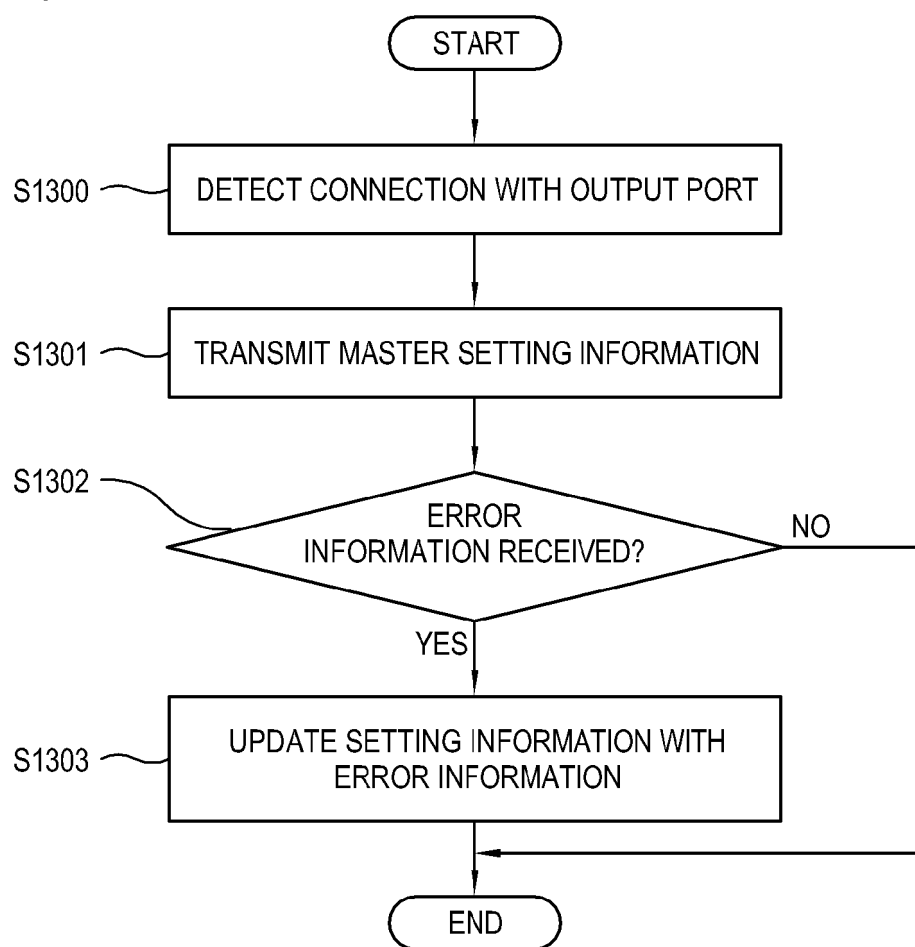 START
S1300
DETECT CONNECTION WITH OUTPUT PORT
S1301
TRANSMIT MASTER SETTING INFORMATION
S1302
ERROR
INFORMATION RECEIVED?
NO
YES
S1303
UPDATE SETTING INFORMATION WITH
ERROR INFORMATION
END